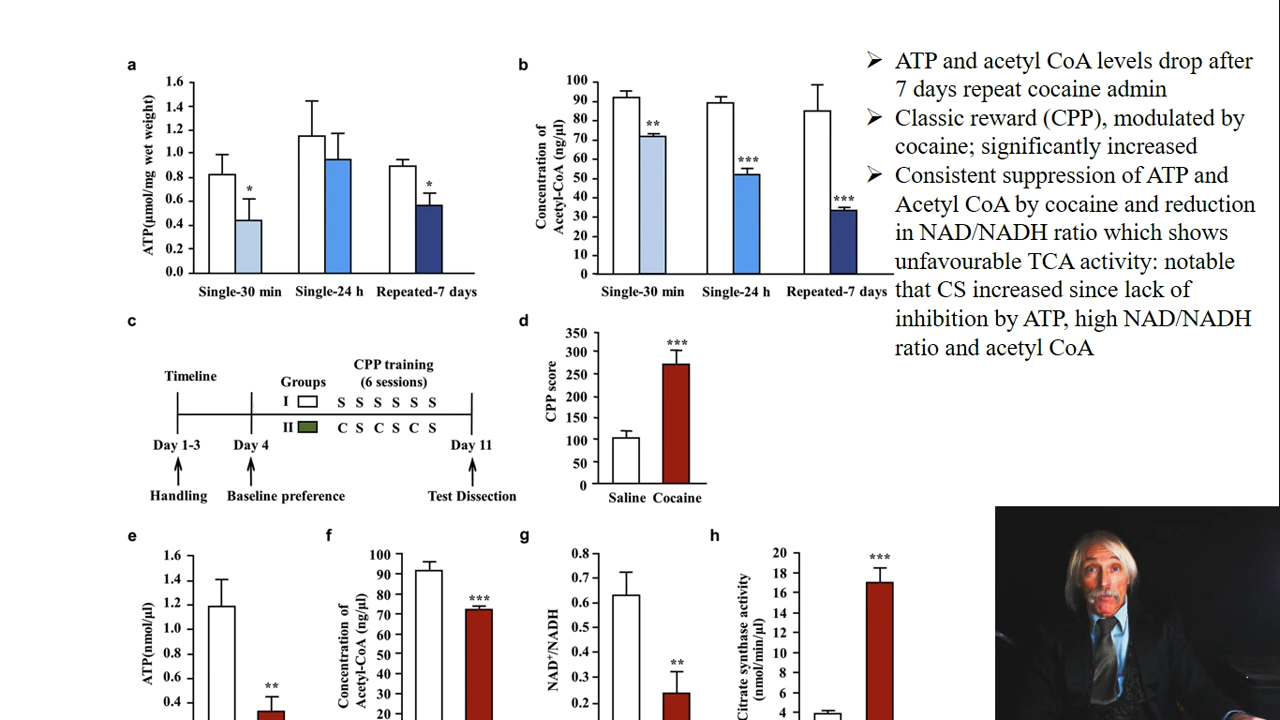 a
1.6
1.4
1.2
1.0
0.8
0.6
0.4
0.2
0.0
ATP(μmol/mg wet weight)
*
*
Single-30 min
Single-24 h
Repeated-7 days
b
100
90
80
70
60
50
40
30
20
10
0
Concentration of
Acetyl-CoA (ng/μl)
**
***
***
Single-30 min
Single-24 h
Repeated-7 days
➢ ATP and acetyl CoA levels drop after
7 days repeat cocaine admin
➢ Classic reward (CPP), modulated by
cocaine; significantly increased
➢ Consistent suppression of ATP and
Acetyl CoA by cocaine and reduction
in NAD/NADH ratio which shows
unfavourable TCA activity: notable
that CS increased since lack of
inhibition by ATP, high NAD/NADH
ratio and acetyl CoA
c
Timeline
Groups
CPP training
(6 sessions)
I S S S S S S
II C S C S C S
Day 1-3
Day 4
Day 11
Handling
Baseline preference
Test Dissection
d
350
300
250
200
150
100
50
0
CPP score
***
Saline
Cocaine
e
1.6
1.4
1.2
1.0
0.8
0.6
0.4
ATP(nmol/μl)
**
f
100
90
80
70
60
50
40
30
20
Concentration of
Acetyl-CoA (ng/μl)
***
g
0.8
0.7
0.6
0.5
0.4
0.3
0.2
NAD⁺/NADH
**
h
20
18
16
14
12
10
8
6
4
Citrate synthase activity
(nmol/min/μl)
***